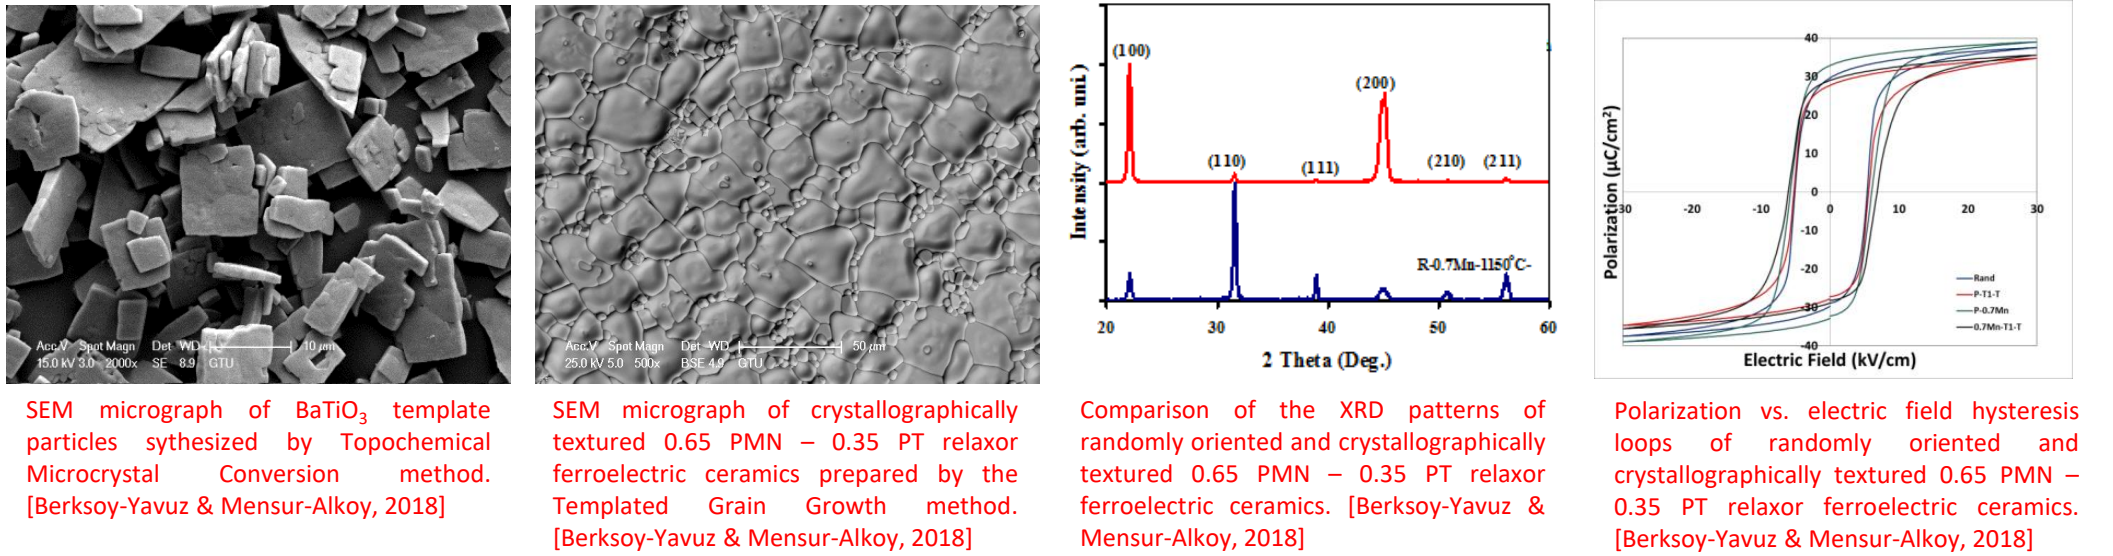 Acc.V Spot Magn Det WD 10 µm
15.0 kV 3.0 2000x SE 8.9 GTU
SEM micrograph of BaTiO3 template
particles sythesized by Topochemical
Microcrystal Conversion method.
[Berksoy-Yavuz & Mensur-Alkoy, 2018]
Acc.V Spot Magn Det WD 50 µm
25.0 kV 5.0 500x BSE 4.9 GTU
SEM micrograph of crystallographically
textured 0.65 PMN – 0.35 PT relaxor
ferroelectric ceramics prepared by the
Templated Grain Growth method.
[Berksoy-Yavuz & Mensur-Alkoy, 2018]
Intensity (arb. uni.)
(100)
(110)
(111)
(200)
(210)
(211)
R-0.7Mn-1150°C-
20 30 40 50 60
2 Theta (Deg.)
Comparison of the XRD patterns of
randomly oriented and crystallographically
textured 0.65 PMN – 0.35 PT relaxor
ferroelectric ceramics. [Berksoy-Yavuz &
Mensur-Alkoy, 2018]
Polarization (µC/cm2)
40
30
20
10
0
-30 -20 -10 0 10 20 30
-10
-20
-30
-40
Rand
P-T1-T
P-0.7Mn
0.7Mn-T1-T
Electric Field (kV/cm)
Polarization vs. electric field hysteresis
loops of randomly oriented and
crystallographically textured 0.65 PMN –
0.35 PT relaxor ferroelectric ceramics.
[Berksoy-Yavuz & Mensur-Alkoy, 2018]